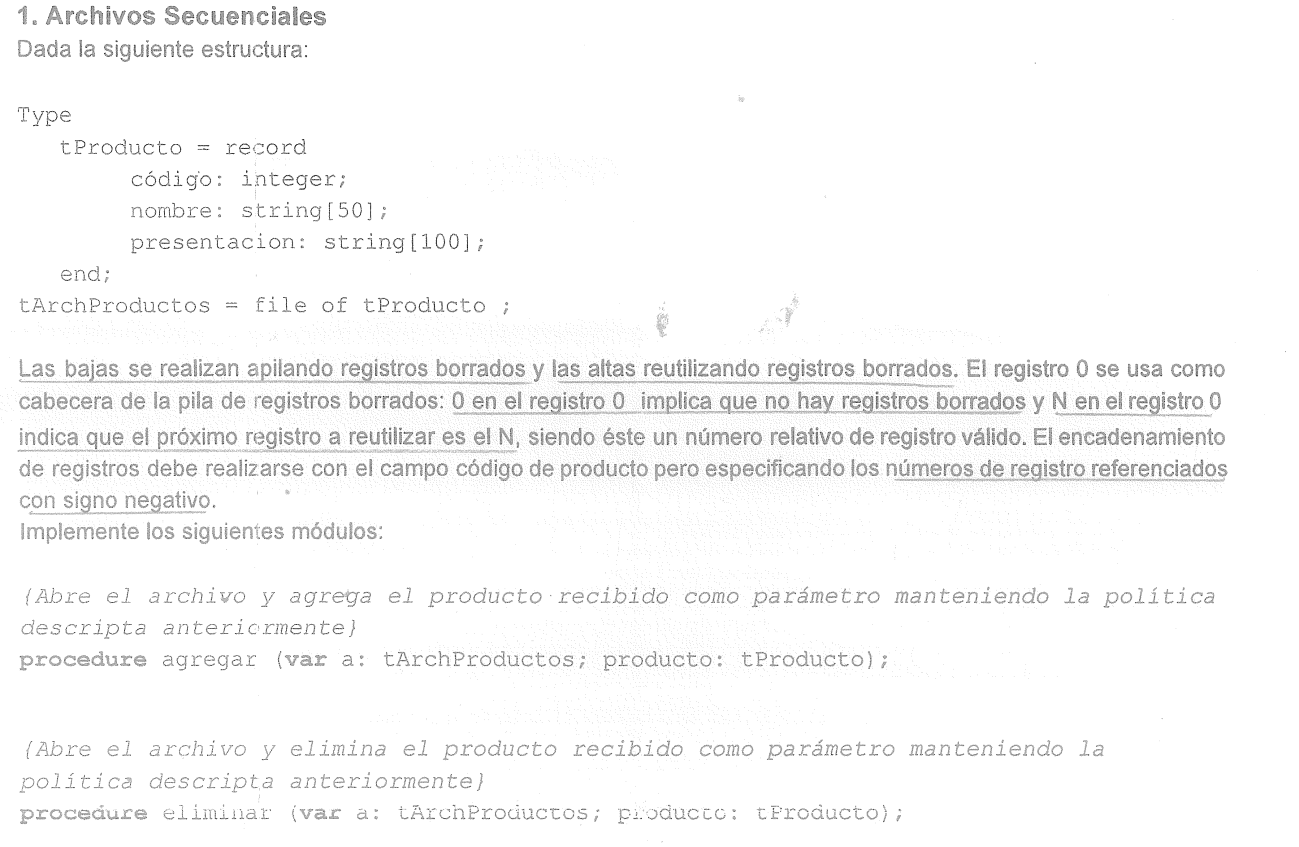 1. Archivos Secuenciales
Dada la siguiente estructura:
Type
tProducto = record
código: integer;
nombre: string[50];
presentacion: string[100];
end;
tArchProductos = file of tProducto ;
Las bajas se realizan apilando registros borrados y las altas reutilizando registros borrados. El registro 0 se usa como
cabecera de la pila de registros borrados: 0 en el registro 0 implica que no hay registros borrados y N en el registro 0
indica que el próximo registro a reutilizar es el N, siendo éste un número relativo de registro válido. El encadenamiento
de registros debe realizarse con el campo código de producto pero especificando los números de registro referenciados
con signo negativo.
Implemente los siguientes módulos:
{Abre el archivo y agrega el producto recibido como parámetro manteniendo la política
descripta anteriormente}
procedure agregar (var a: tArchProductos; producto: tProducto);
{Abre el archivo y elimina el producto recibido como parámetro manteniendo la
política descripta anteriormente}
procedure eliminar (var a: tArchProductos; producto: tProducto);